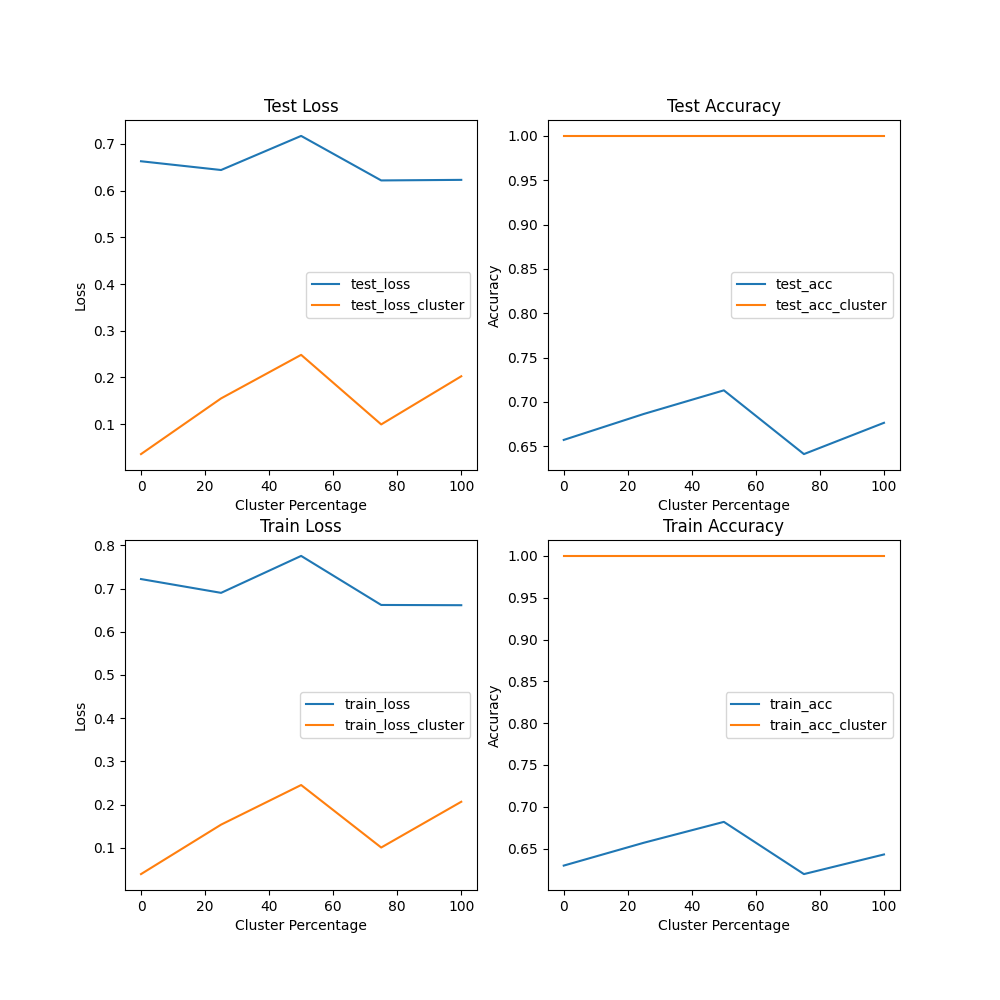 Test Loss
0.7
0.6
0.5
0.4
0.3
0.2
0.1
Loss
test_loss
test_loss_cluster
0 20 40 60 80 100
Cluster Percentage
Test Accuracy
1.00
0.95
0.90
0.85
0.80
0.75
0.70
0.65
Accuracy
test_acc
test_acc_cluster
0 20 40 60 80 100
Cluster Percentage
Train Loss
0.8
0.7
0.6
0.5
0.4
0.3
0.2
0.1
Loss
train_loss
train_loss_cluster
0 20 40 60 80 100
Cluster Percentage
Train Accuracy
1.00
0.95
0.90
0.85
0.80
0.75
0.70
0.65
Accuracy
train_acc
train_acc_cluster
0 20 40 60 80 100
Cluster Percentage